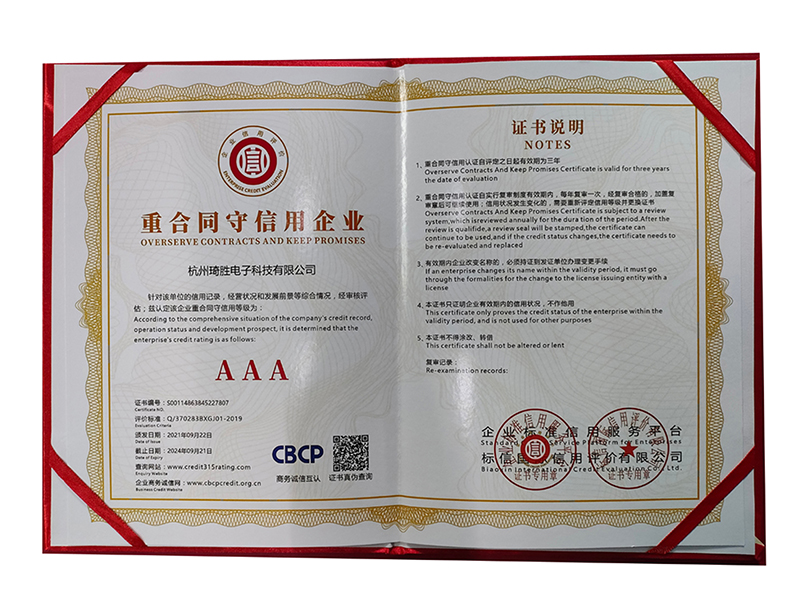 企业信用评价
ENTERPRISE CREDIT EVALUATION
重合同守信用企业
OVERSERVE CONTRACTS AND KEEP PROMISES
杭州琦胜电子科技有限公司
针对该单位的信用记录，经营状况和发展前景等综合情况，经审核评
估；兹认定该企业重合同守信用等级为：
According to the comprehensive situation of the company's credit record,
operation status and development prospect, it is determined that the
enterprise's credit rating is as follows:
AAA
证书编号：S00114863845227807
Certificate NO.
评价标准：Q/370283BXGJ01-2019
Evaluation Criteria
颁发日期：2021年09月22日
Date of Issue
截止日期：2024年09月21日
Date of Expiry
查询网站：www.credit315rating.com
Enquiry Website
企业商务诚信网：www.cbcpcredit.org.cn
Business Credit Website
CBCP
商务诚信互认 证书真伪查询
证书说明
NOTES
1、重合同守信用认证自评定之日起有效期为三年
Overserve Contracts And Keep Promises Certificate is valid for three years
the date of evaluation
2、重合同守信用认证自实行复审制度有效期内，每年复审一次，经复审合格的，加盖复
审章后可继续使用；信用状况发生变化的，需要重新评定信用等级并更换证书
Overserve Contracts And Keep Promises Certificate is subject to a review
system,which isreviewed annually for the duration of the period.After the
review is qualifide,a review seal will be stamped,the certificate can
continue to be used,and if the credit status changes,the certificate needs to
be re-evaluated and replaced
3、有效期内企业改变名称的，必须持证到发证单位办理变更手续
If an enterprise changes its name within the validity period, it must go
through the formalities for the change to the license issuing entity with a
license
4、本证书只证明企业有效期内的信用状况，不作他用
This certificate only proves the credit status of the enterprise within the
validity period, and is not used for other purposes
5、本证书不得涂改、转借
This certificate shall not be altered or lent
复审记录：
Re-examination records:
企业标准信用服务平台
Standard Service Platform for Enterprises
标信国际信用评价有限公司
Biaoxin International Credit Evaluation Co., Ltd.
证书专用章
证书专用章